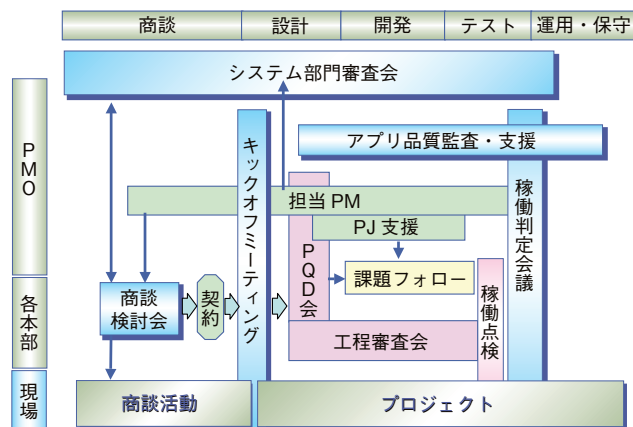 商談
設計
開発
テスト
運用・保守
システム部門審査会
PMO
アプリ品質監査・支援
キックオフミーティング
稼働判定会議
担当 PM
PJ 支援
PQD会
課題フォロー
稼働点検
各本部
商談
検討会
契約
工程審査会
現場
商談活動
プロジェクト